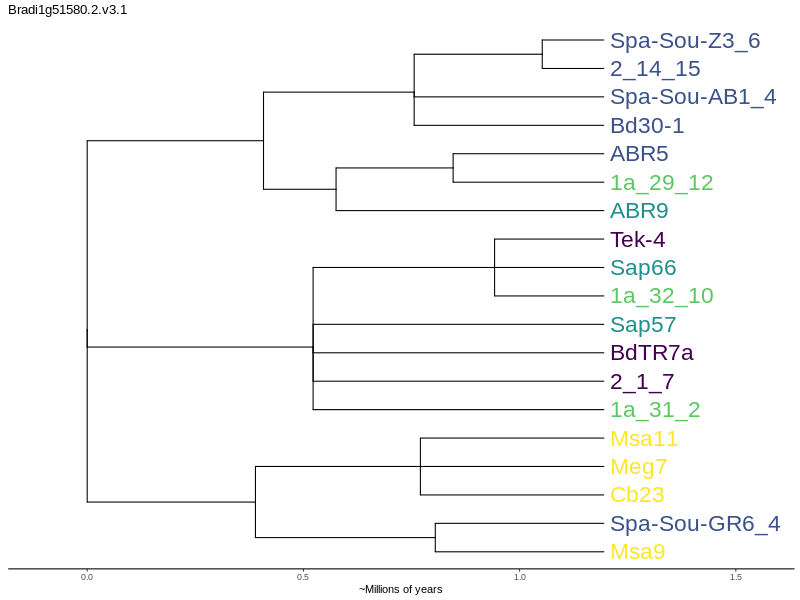 Bradi1g51580.2.v3.1
Spa-Sou-Z3_6
2_14_15
Spa-Sou-AB1_4
Bd30-1
ABR5
1a_29_12
ABR9
Tek-4
Sap66
1a_32_10
Sap57
BdTR7a
2_1_7
1a_31_2
Msa11
Meg7
Cb23
Spa-Sou-GR6_4
Msa9
0.0 0.5 1.0 1.5
~Millions of years